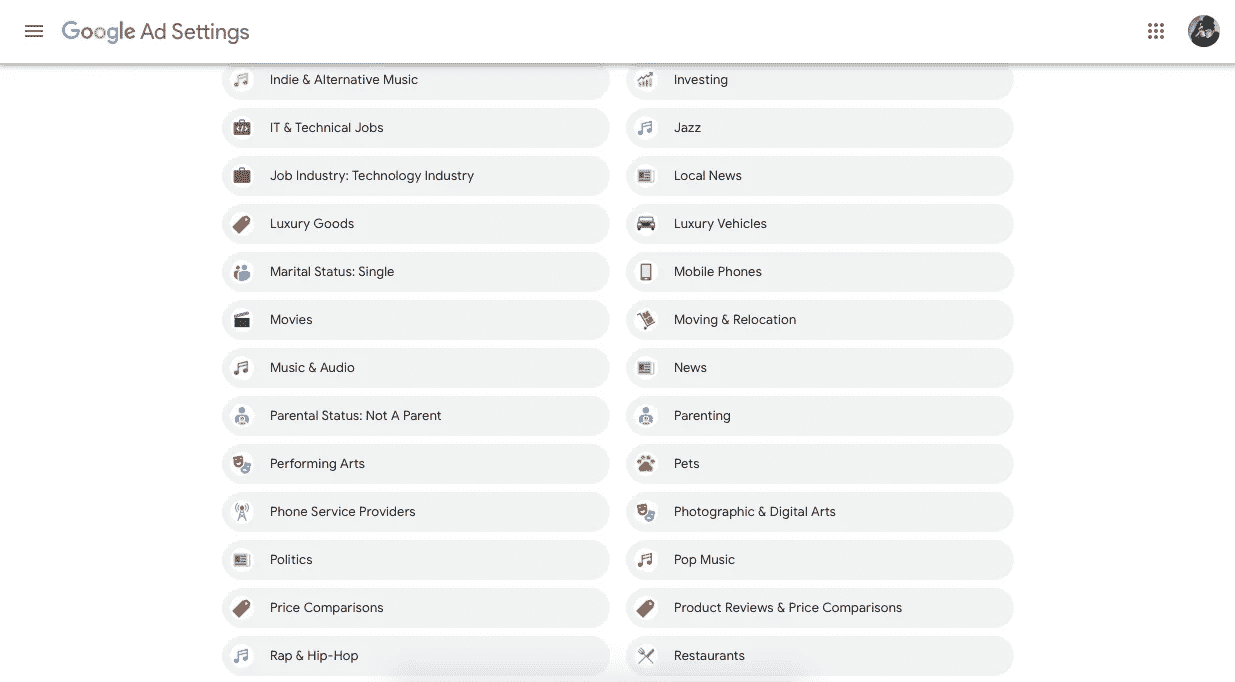 Google Ad Settings
Indie & Alternative Music
Investing
IT & Technical Jobs
Jazz
Job Industry: Technology Industry
Local News
Luxury Goods
Luxury Vehicles
Marital Status: Single
Mobile Phones
Movies
Moving & Relocation
Music & Audio
News
Parental Status: Not A Parent
Parenting
Performing Arts
Pets
Phone Service Providers
Photographic & Digital Arts
Politics
Pop Music
Price Comparisons
Product Reviews & Price Comparisons
Rap & Hip-Hop
Restaurants